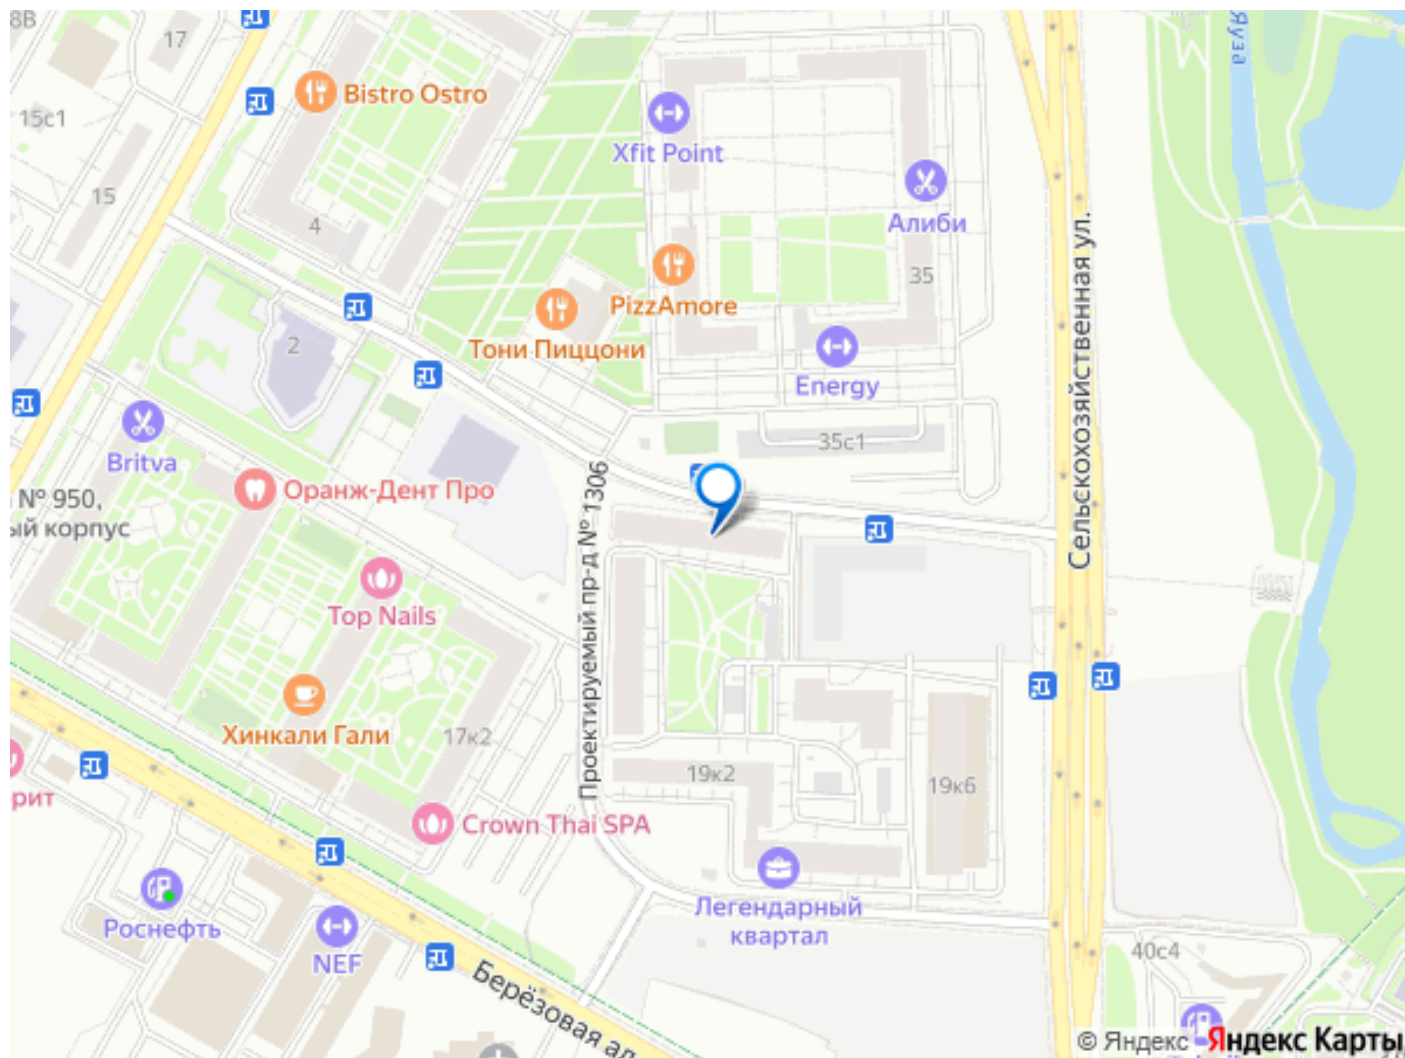 8В
17
Яуза
Bistro Ostro
15с1
Xfit Point
15
Алиби
4
35
PizzAmore
2
Тони Пиццони
Energy
Сельскохозяйственная ул.
35с1
Britva
Проектируемый пр-д № 1306
Оранж-Дент Про
№ 950,
ый корпус
Top Nails
Хинкали Гали
17к2
19к2
19к6
рит
Crown Thai SPA
Легендарный
квартал
Роснефть
NEF
Берёзовая ал
40с4
© Яндекс Яндекс Карты